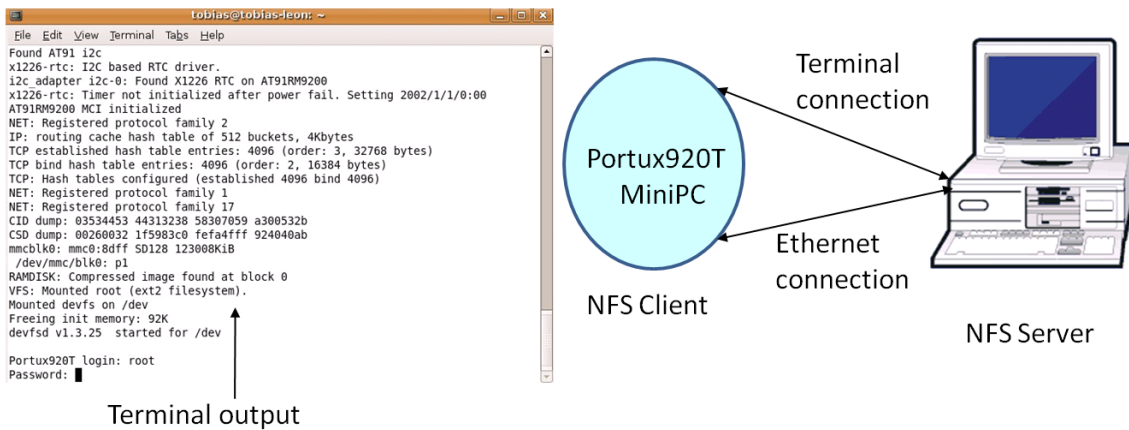 tobias@tobias-leon: ~
File Edit View Terminal Tabs Help
Found AT91 i2c
x1226-rtc: I2C based RTC driver.
i2c_adapter i2c-0: Found X1226 RTC on AT91RM9200
x1226-rtc: Timer not initialized after power fail. Setting 2002/1/1/0:00
AT91RM9200 MCI initialized
NET: Registered protocol family 2
IP: routing cache hash table of 512 buckets, 4Kbytes
TCP established hash table entries: 4096 (order: 3, 32768 bytes)
TCP bind hash table entries: 4096 (order: 2, 16384 bytes)
TCP: Hash tables configured (established 4096 bind 4096)
NET: Registered protocol family 1
NET: Registered protocol family 17
CID dump: 03534453 44313238 58307059 a300532b
CSD dump: 00260032 1f5983c0 fefa4fff 924040ab
mmcblk0: mmc0:8dff SD128 123008KiB
/dev/mmc/blk0: p1
RAMDISK: Compressed image found at block 0
VFS: Mounted root (ext2 filesystem).
Mounted devfs on /dev
Freeing init memory: 92K
devfsd v1.3.25 started for /dev
Portux920T login: root
Password:
Terminal output
Portux920T
MiniPC
NFS Client
Terminal
connection
Ethernet
connection
NFS Server